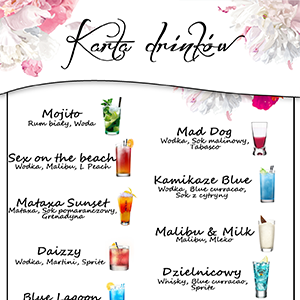 Karta drinków
Mojito
Rum biały, Woda
Sex on the beach
Wodka, Malibu, L Peach
Mataxa Sunset
Mataxa, Sok pomarańczowy,
Grenadyna
Daizzy
Wodka, Martini, Sprite
Blue Lagoon
Mad Dog
Wodka, Sok malinowy,
Tabasco
Kamikaze Blue
Wodka, Blue curracao,
Sok z cytryny
Malibu & Milk
Malibu, Mleko
Dzielnicowy
Whisky, Blue curracao,
Sprite